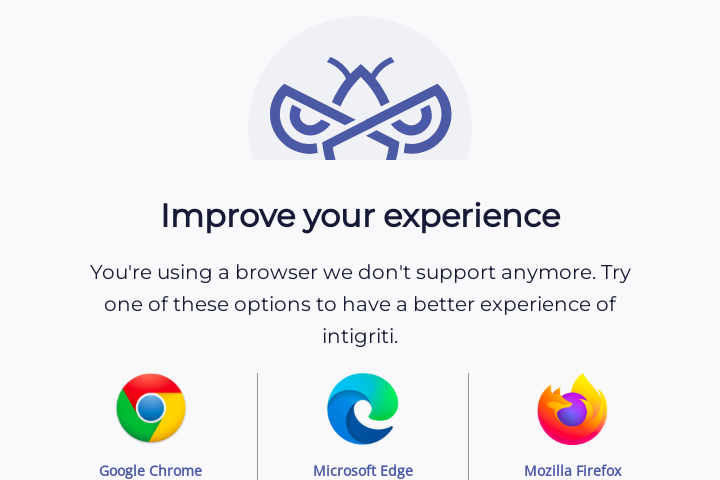 Improve your experience
You're using a browser we don't support anymore. Try
one of these options to have a better experience of
intigriti.
Google Chrome
Microsoft Edge
Mozilla Firefox